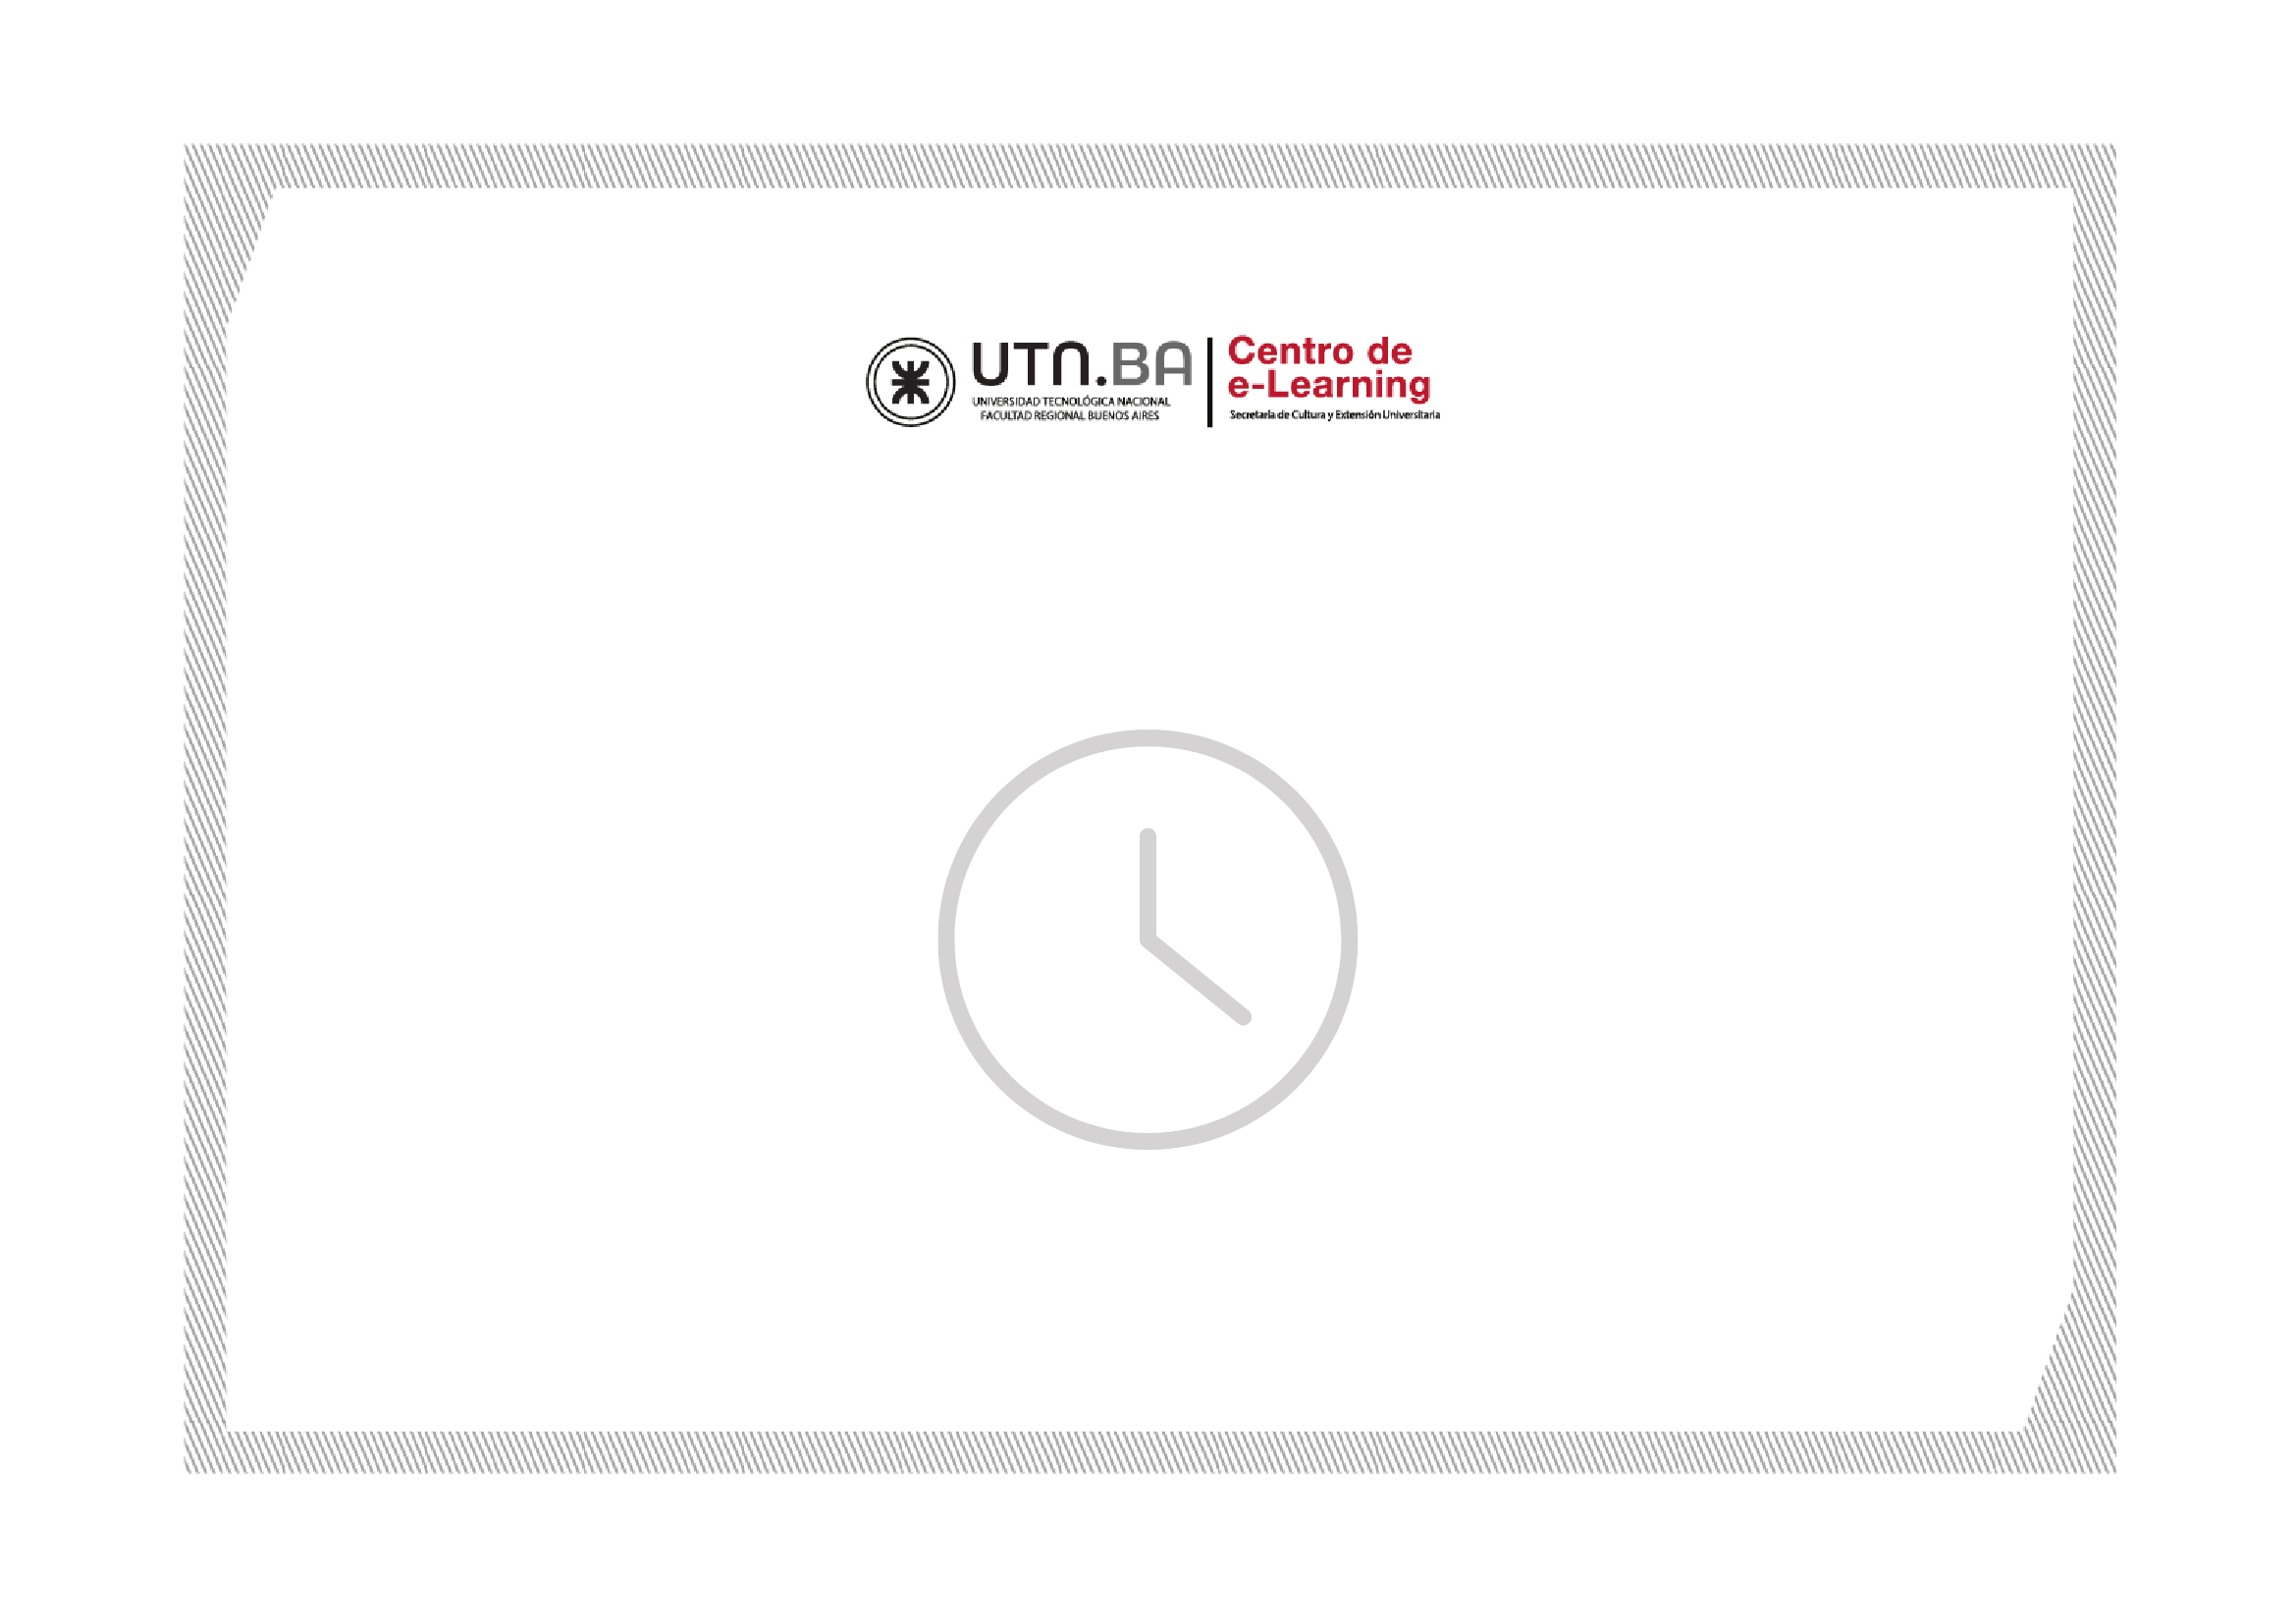 UTN.BA
UNIVERSIDAD TECNOLÓGICA NACIONAL
FACULTAD REGIONAL BUENOS AIRES
Centro de
e-Learning
Secretaría de Cultura y Extensión Universitaria